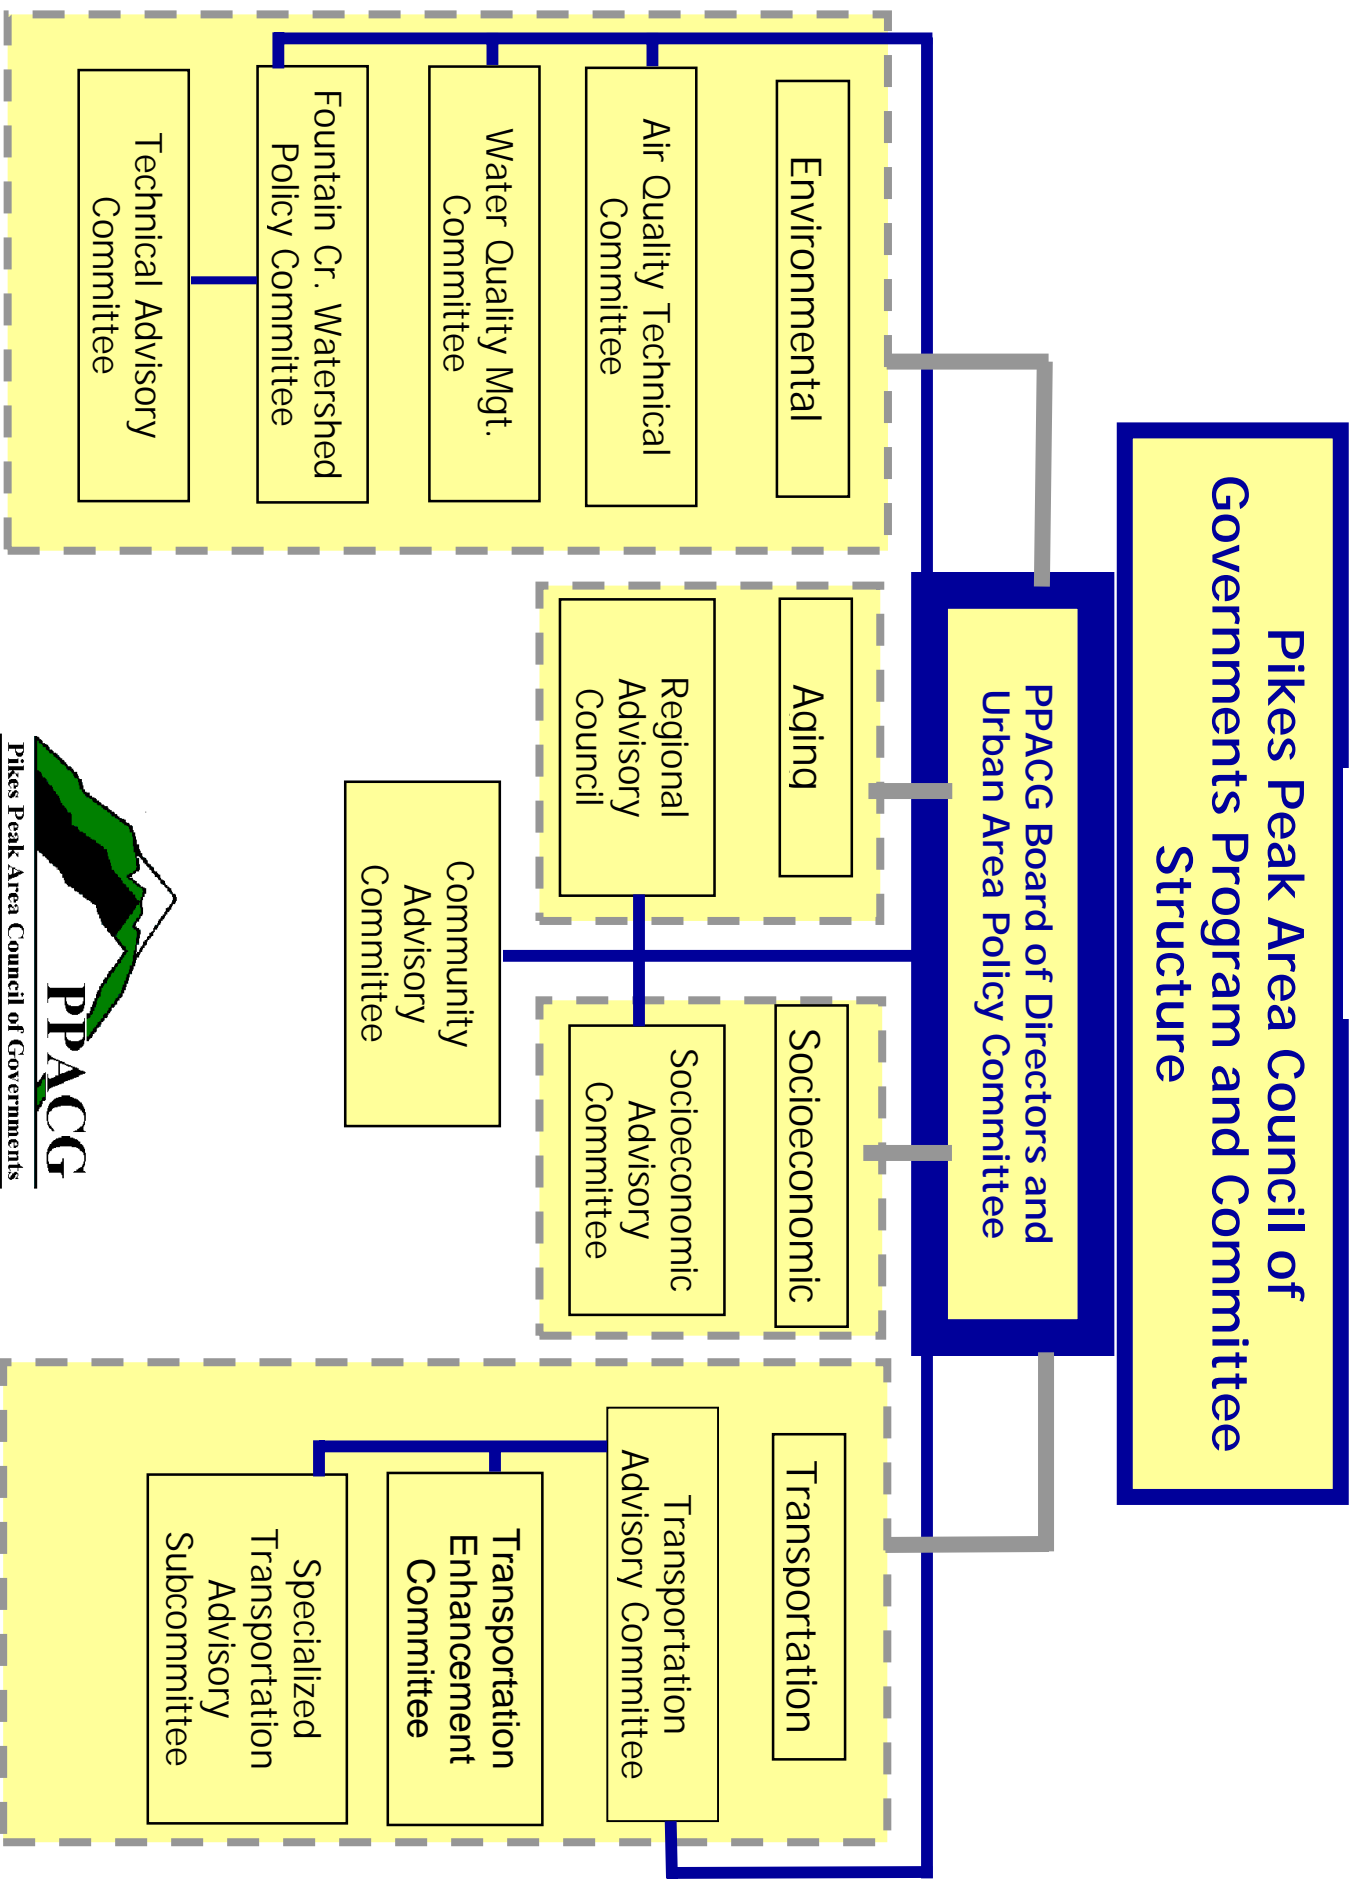 Pikes Peak Area Council of
Governments Program and Committee
Structure
PPACG Board of Directors and
Urban Area Policy Committee
Environmental
Air Quality Technical
Committee
Water Quality Mgt.
Committee
Fountain Cr. Watershed
Policy Committee
Technical Advisory
Committee
Aging
Regional
Advisory
Council
Socioeconomic
Socioeconomic
Advisory
Committee
Community
Advisory
Committee
Transportation
Transportation
Advisory Committee
Transportation
Enhancement
Committee
Specialized
Transportation
Advisory
Subcommittee
PPACG
Pikes Peak Area Council of Governments